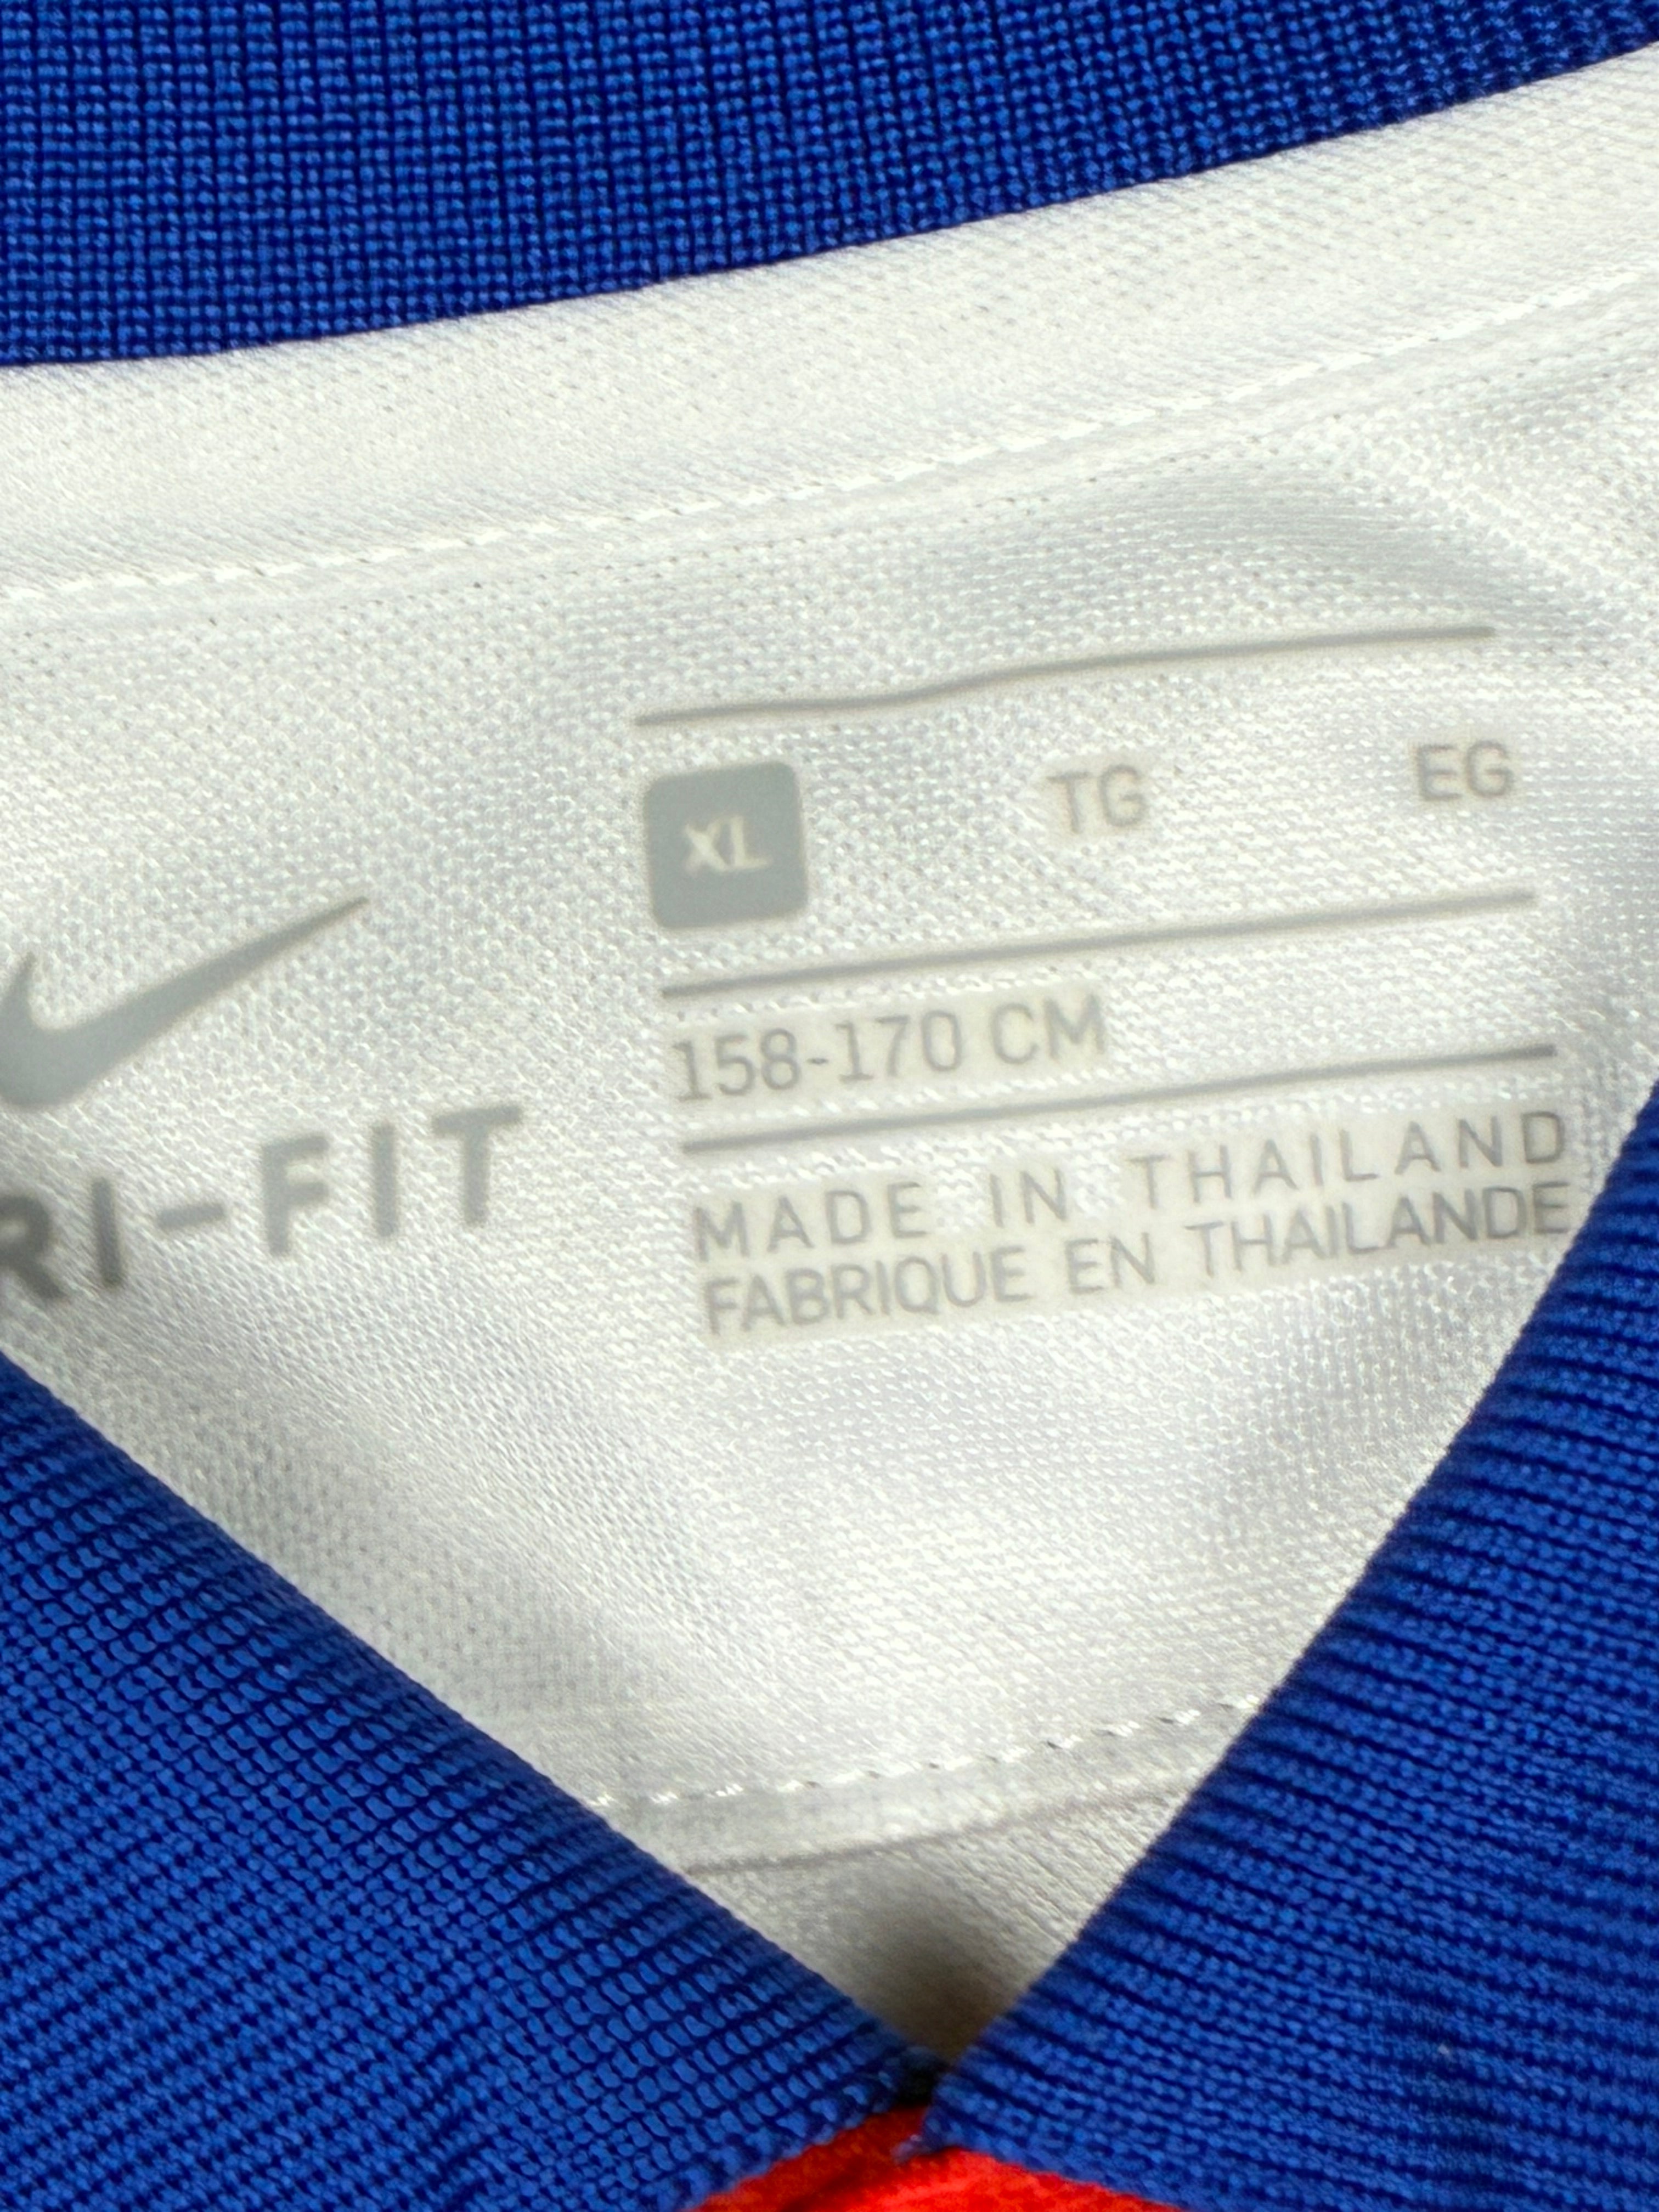 RI-FIT
XL TG EG
158-170 CM
MADE IN THAILAND
FABRIQUE EN THAILANDE